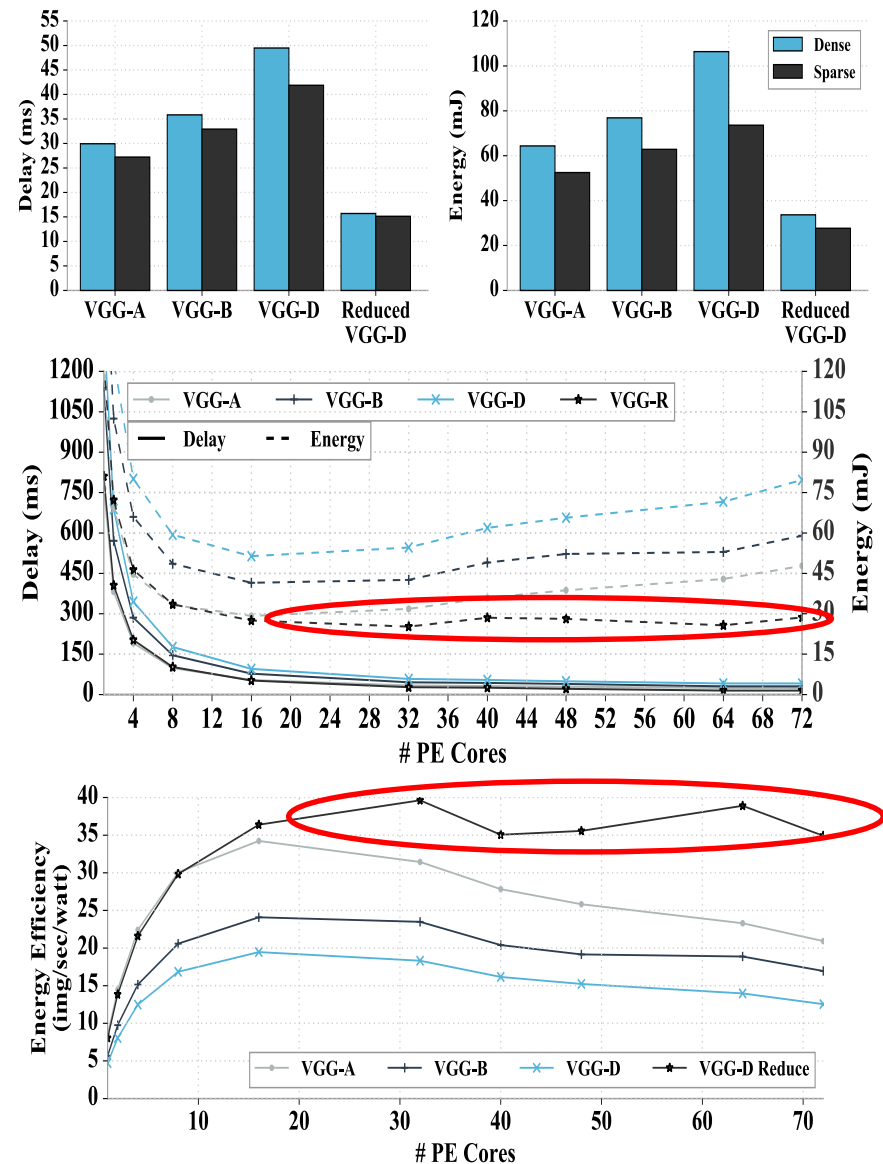 Delay (ms)
55
50
45
40
35
30
25
20
15
10
5
0
VGG-A VGG-B VGG-D Reduced
VGG-D
Energy (mJ)
120
100
80
60
40
20
0
Dense
Sparse
VGG-A VGG-B VGG-D Reduced
VGG-D
Delay (ms)
1200
1050
900
750
600
450
300
150
0
VGG-A VGG-B VGG-D VGG-R
Delay Energy
Energy (mJ)
120
105
90
75
60
45
30
15
0
4 8 12 16 20 24 28 32 36 40 44 48 52 56 60 64 68 72
# PE Cores
Energy Efficiency
(img/sec/watt)
40
35
30
25
20
15
10
5
0
VGG-A VGG-B VGG-D VGG-D Reduce
10 20 30 40 50 60 70
# PE Cores